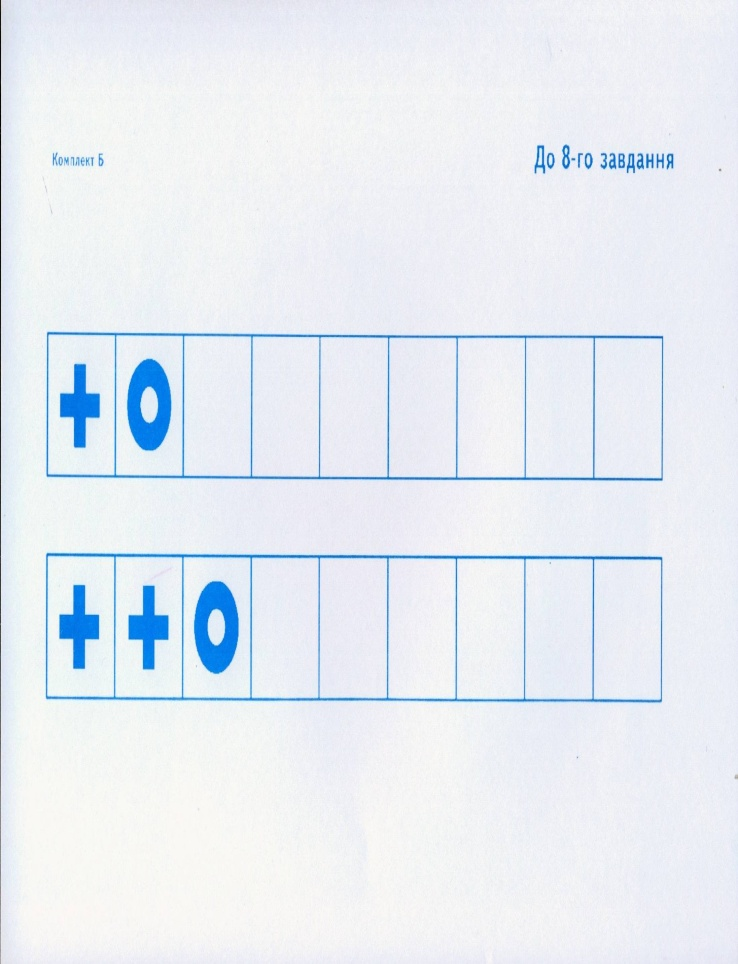 Комплект Б
До 8-го завдання
+ О
+ + О